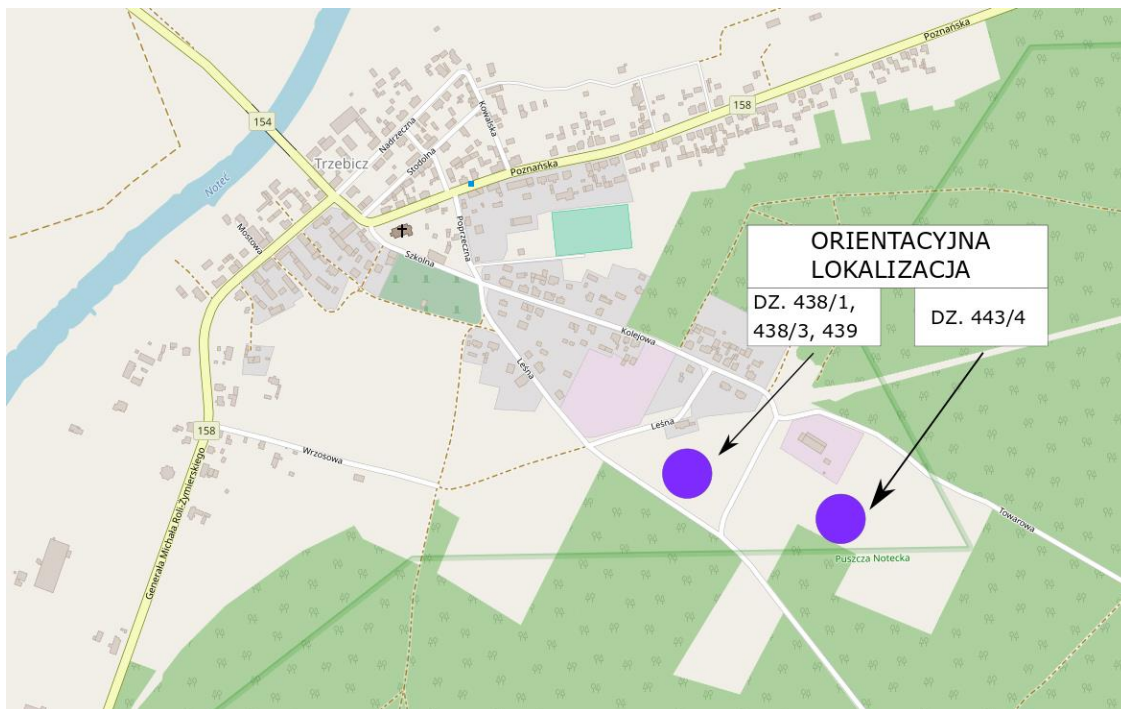 Poznańska
158
154
Kowalska
Nadrzeczna
Trzebicz
Stodolna
Poznańska
Noteć
Mostowa
Poprzeczna
Szkolna
ORIENTACYJNA
LOKALIZACJA
DZ. 438/1,
438/3, 439
DZ. 443/4
Kolejowa
Leśna
Leśna
158
Wrzosowa
Generała Michała Roli-Żymierskiego
Towarowa
Puszcza Notecka